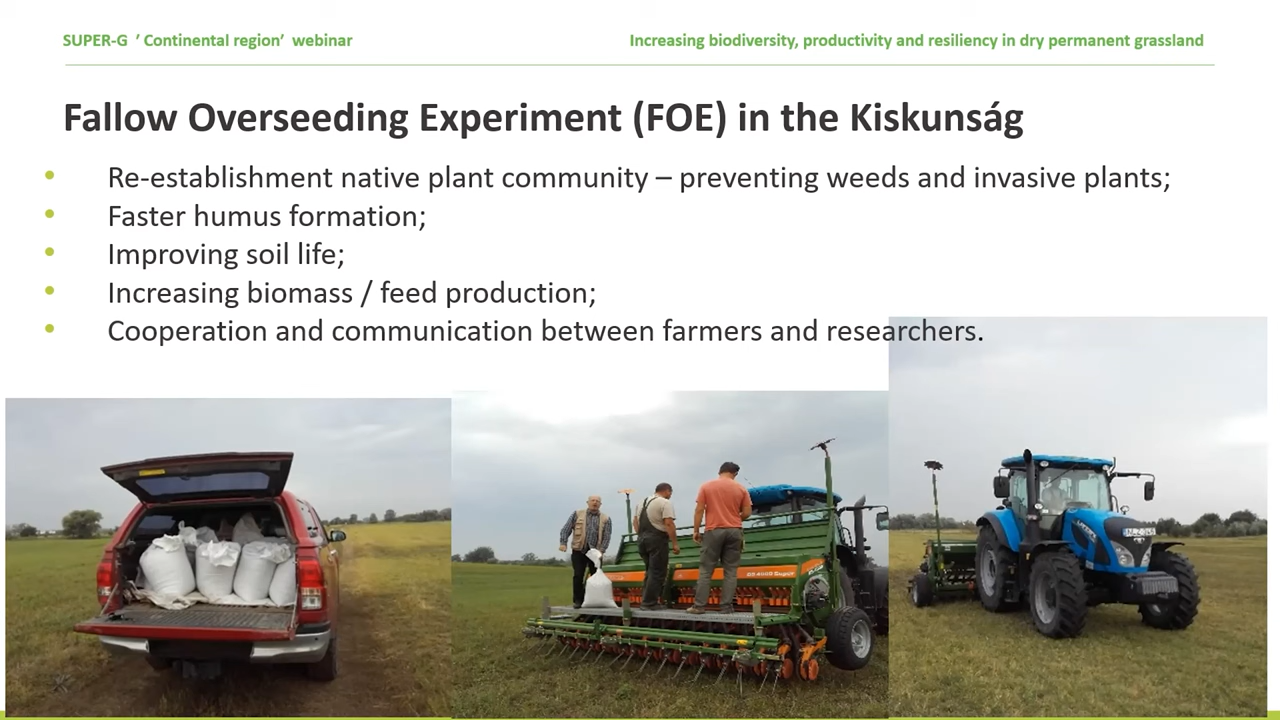 SUPER-G ’ Continental region’ webinar
Increasing biodiversity, productivity and resiliency in dry permanent grassland
Fallow Overseeding Experiment (FOE) in the Kiskunság
• Re-establishment native plant community – preventing weeds and invasive plants;
• Faster humus formation;
• Improving soil life;
• Increasing biomass / feed production;
• Cooperation and communication between farmers and researchers.